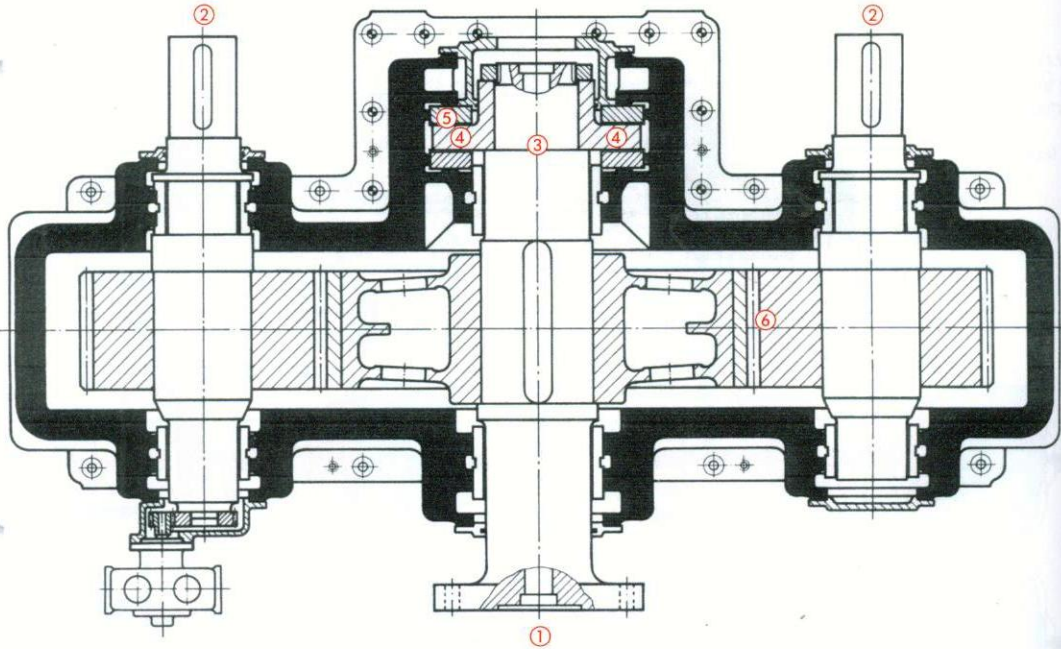 ② ②
⑤
④ ③ ④
⑥
①